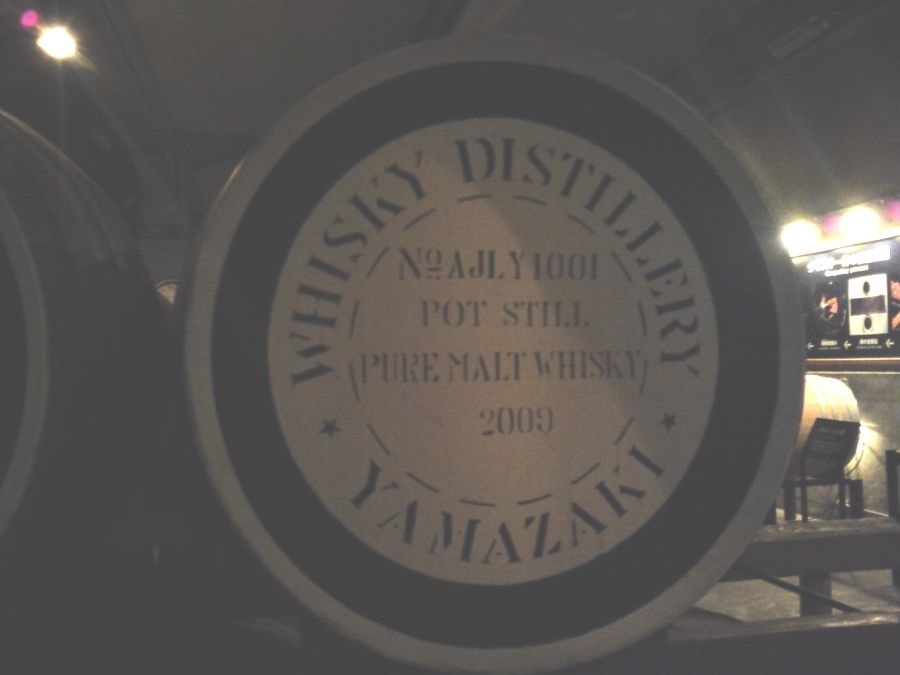 WHISKY DISTILLERY
No AJLY1001
POT STILL
PURE MALT WHISKY
2009
YAMAZAKI